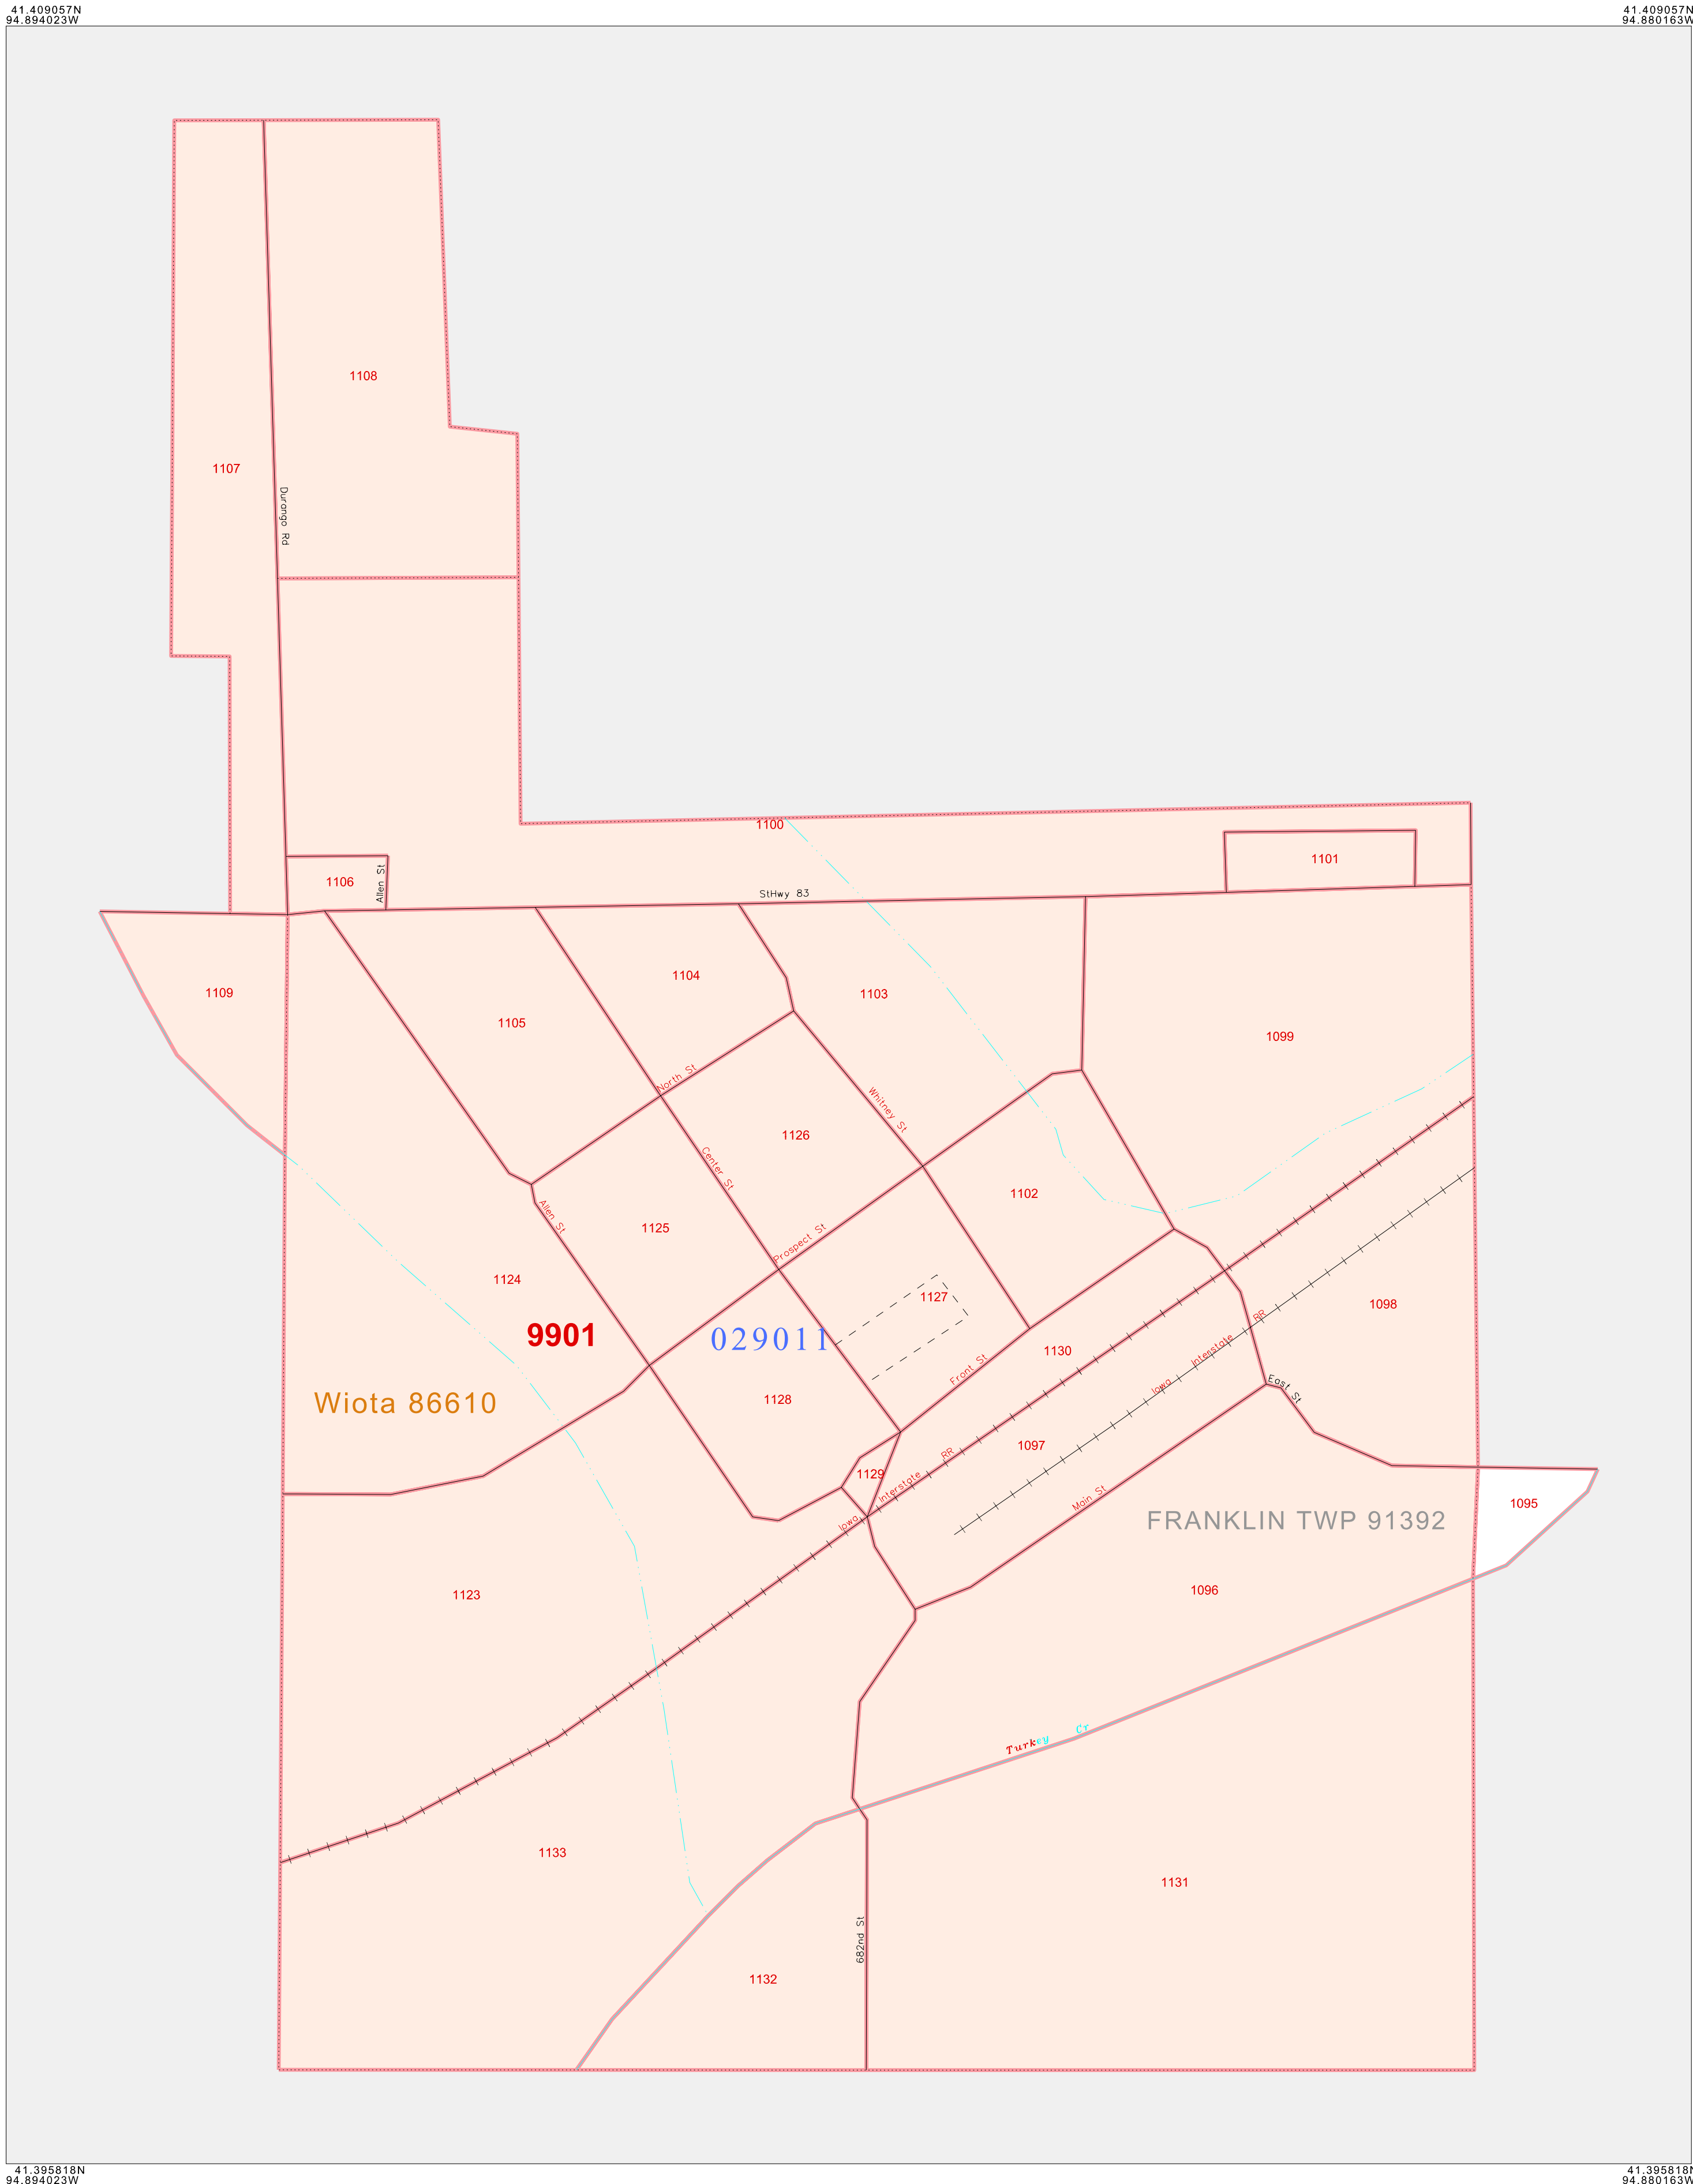 41.409057N
94.894023W
41.409057N
94.880163W
1108
1107
Durango Rd
1100
1101
1106
Allen St
StHwy 83
1109
1104
1103
1105
1099
North St
Whitney St
1126
Center St
1102
Allen St
1125
Prospect St
1124
1127
1098
9901
029011
Interstate RR
Iowa
1130
Front St
East St
Wiota 86610
1128
1097
1129
Interstate RR
Iowa
Main St
1095
FRANKLIN TWP 91392
1123
1096
Turkey Cr
1133
1131
682nd St
1132
41.395818N
94.894023W
41.395818N
94.880163W